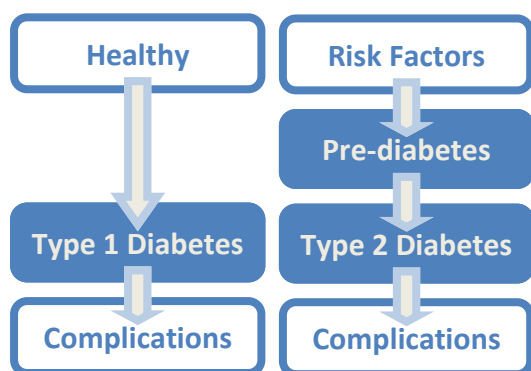 Healthy
Risk Factors
Pre-diabetes
Type 1 Diabetes
Type 2 Diabetes
Complications
Complications